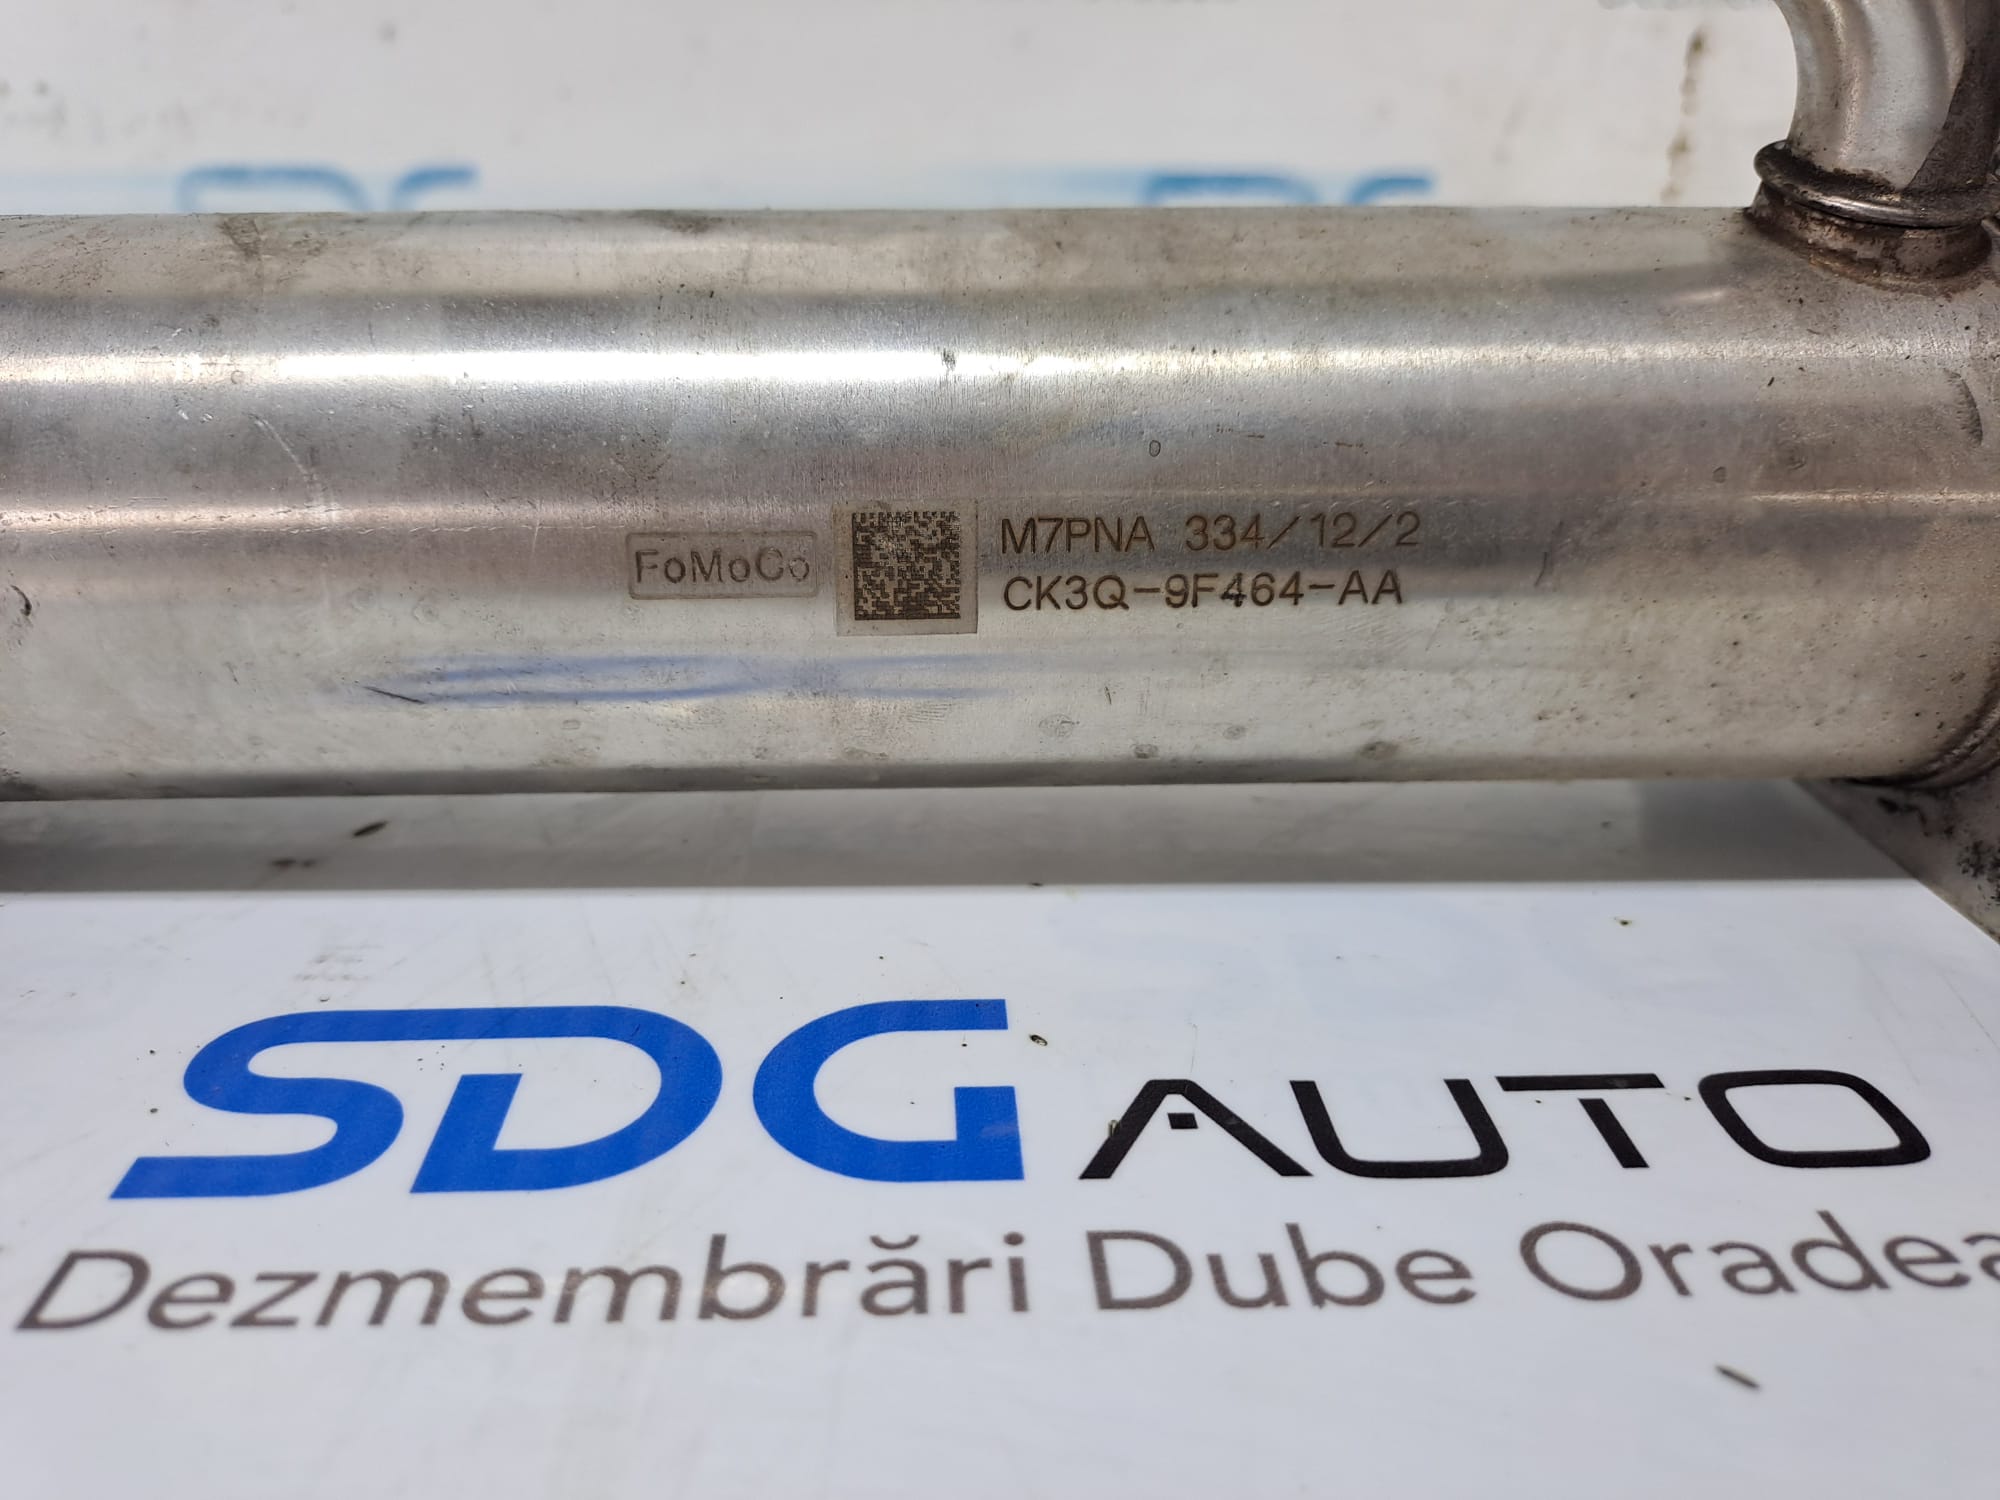 FoMoCo
M7PNA 334/12/2
CK3Q-9F464-AA
SDG AUTO
Dezmembrări Dube Oradea